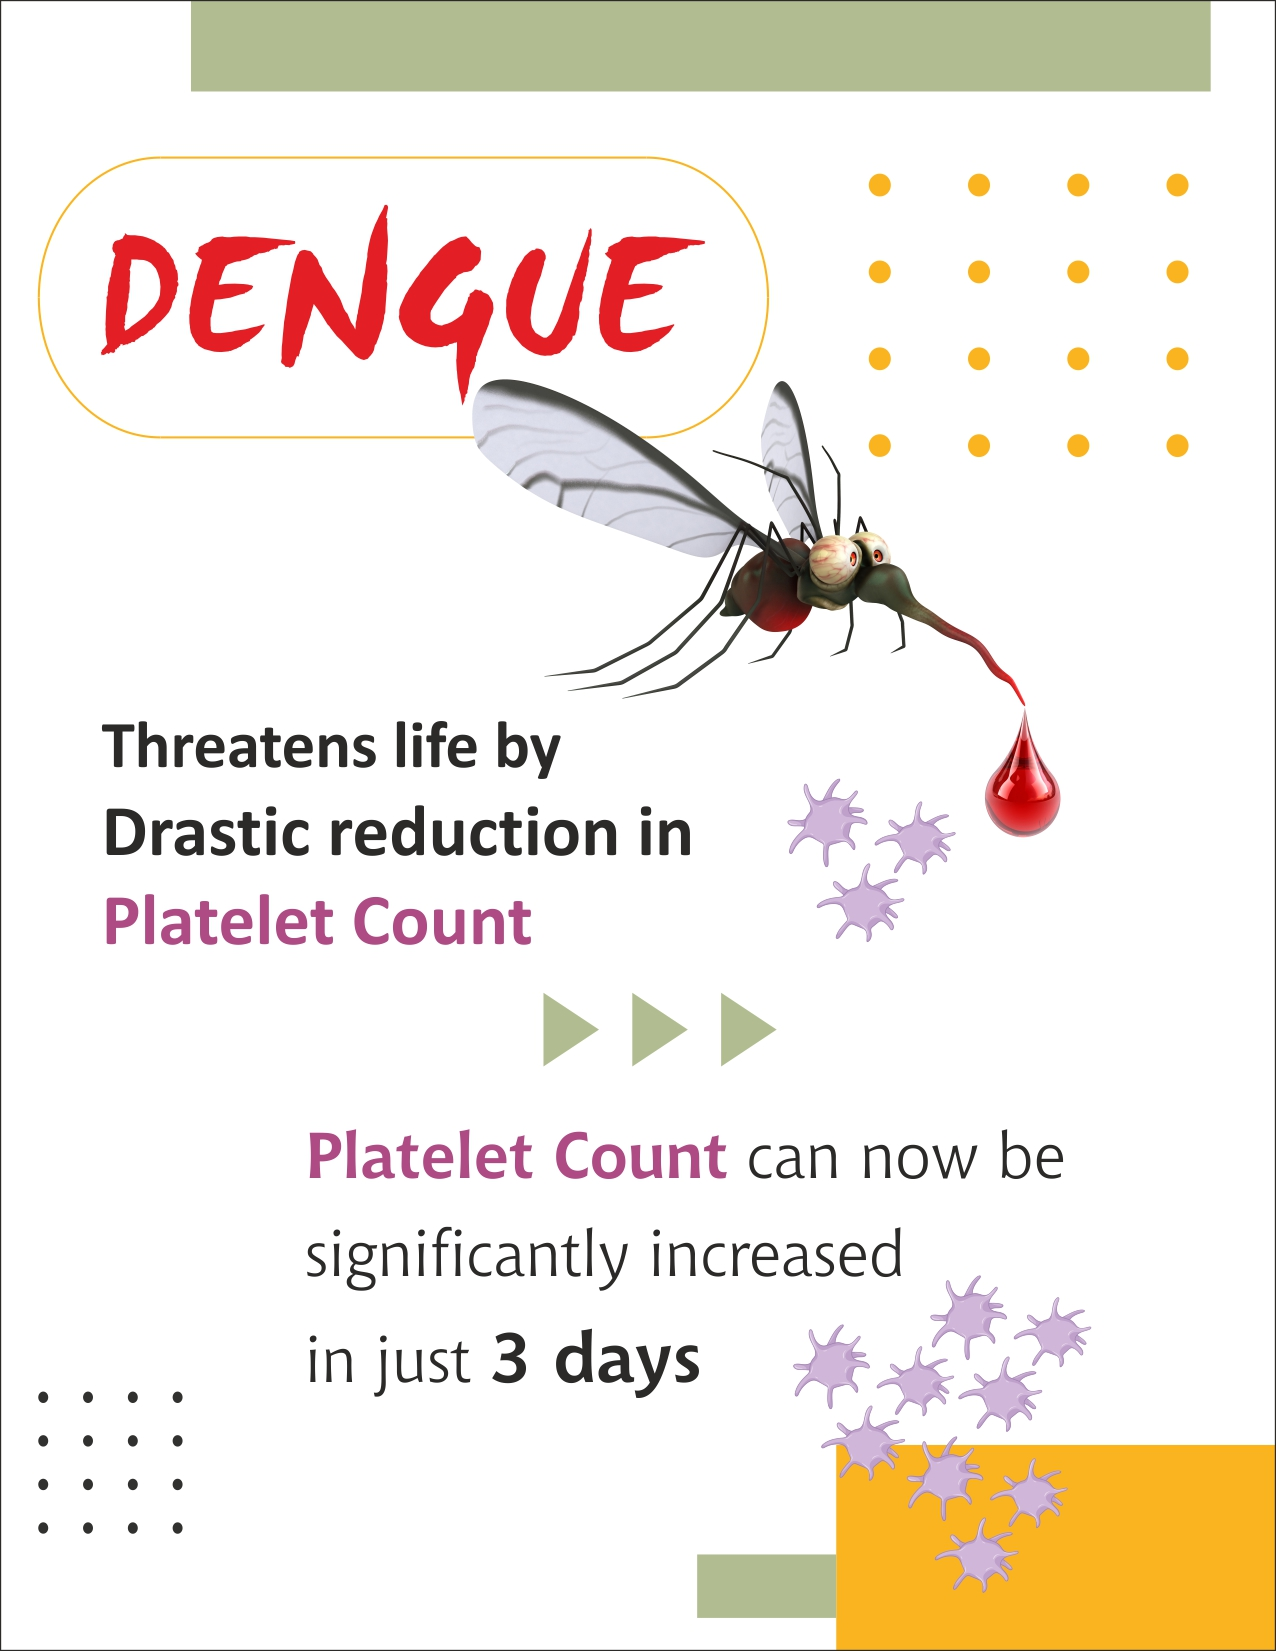 DENGUE
Threatens life by
Drastic reduction in
Platelet Count
Platelet Count can now be
significantly increased
in just 3 days